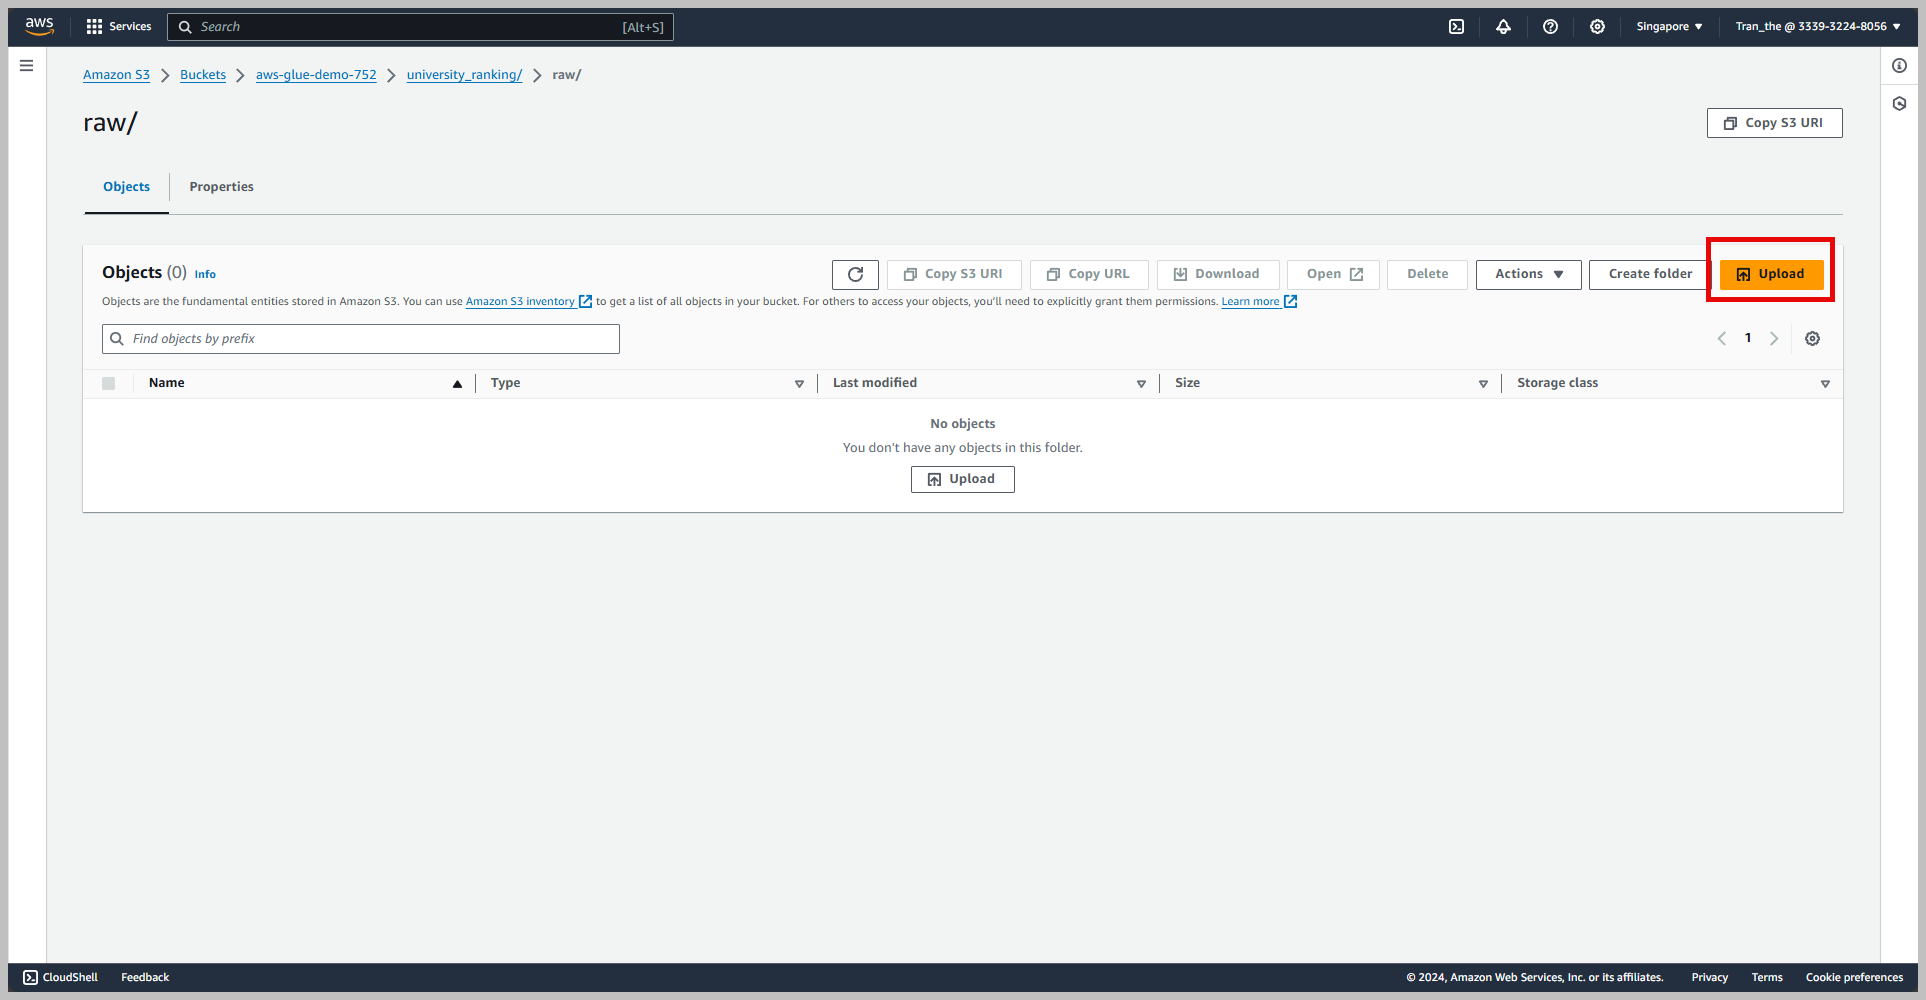 aws Services Search [Alt+S] Singapore Tran_the @ 3339-3224-8056
Amazon S3 Buckets aws-glue-demo-752 university_ranking/ raw/
raw/
Copy S3 URI
Objects Properties
Objects (0) Info
Copy S3 URI Copy URL Download Open Delete Actions Create folder Upload
Objects are the fundamental entities stored in Amazon S3. You can use Amazon S3 inventory to get a list of all objects in your bucket. For others to access your objects, you'll need to explicitly grant them permissions. Learn more
Find objects by prefix
1
Name Type Last modified Size Storage class
No objects
You don't have any objects in this folder.
Upload
CloudShell Feedback © 2024, Amazon Web Services, Inc. or its affiliates. Privacy Terms Cookie preferences